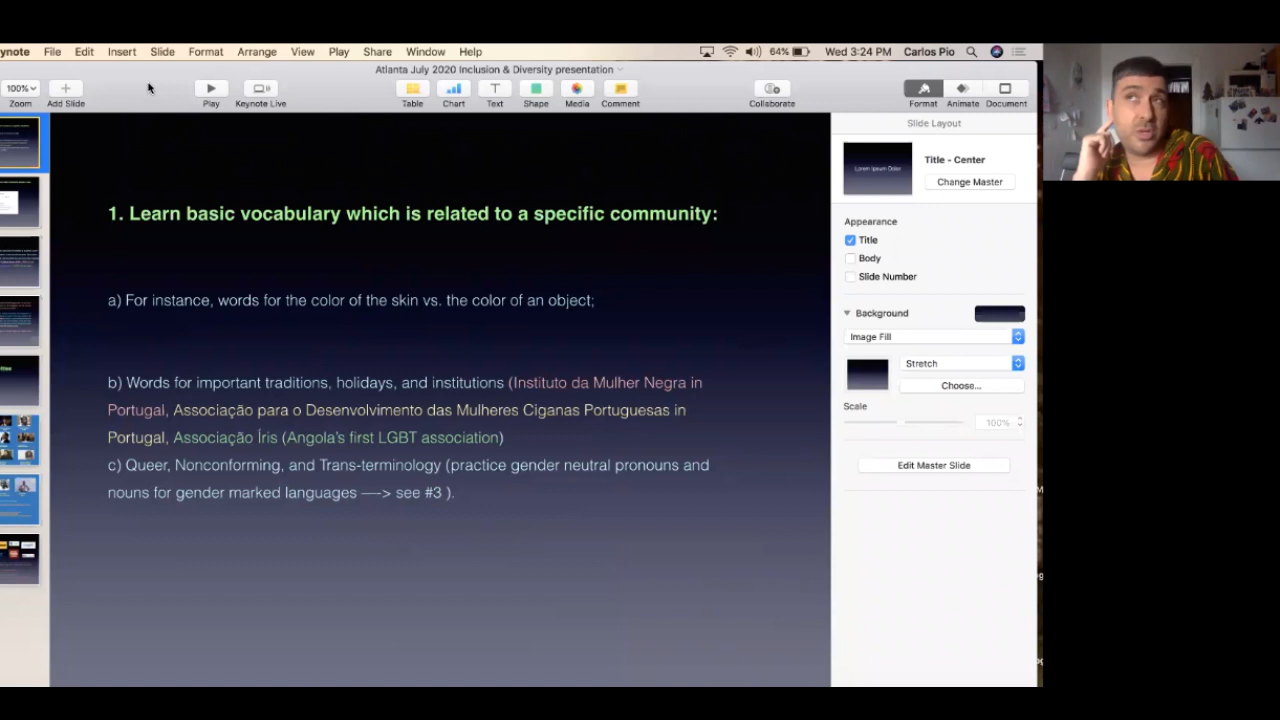 ynote File Edit Insert Slide Format Arrange View Play Share Window Help 64% Wed 3:24 PM Carlos Pio
Atlanta July 2020 Inclusion & Diversity presentation
100%
Zoom Add Slide Play Keynote Live Table Chart Text Shape Media Comment Collaborate Format Animate Document
Slide Layout
Lorem Ipsum Dolor
Title - Center
Change Master
Appearance
Title
Body
Slide Number
Background
Image Fill
Stretch
Choose...
Scale
100%
Edit Master Slide
1. Learn basic vocabulary which is related to a specific community:
a) For instance, words for the color of the skin vs. the color of an object;
b) Words for important traditions, holidays, and institutions (Instituto da Mulher Negra in
Portugal, Associação para o Desenvolvimento das Mulheres Ciganas Portuguesas in
Portugal, Associação Íris (Angola's first LGBT association)
c) Queer, Nonconforming, and Trans-terminology (practice gender neutral pronouns and
nouns for gender marked languages —-> see #3 ).